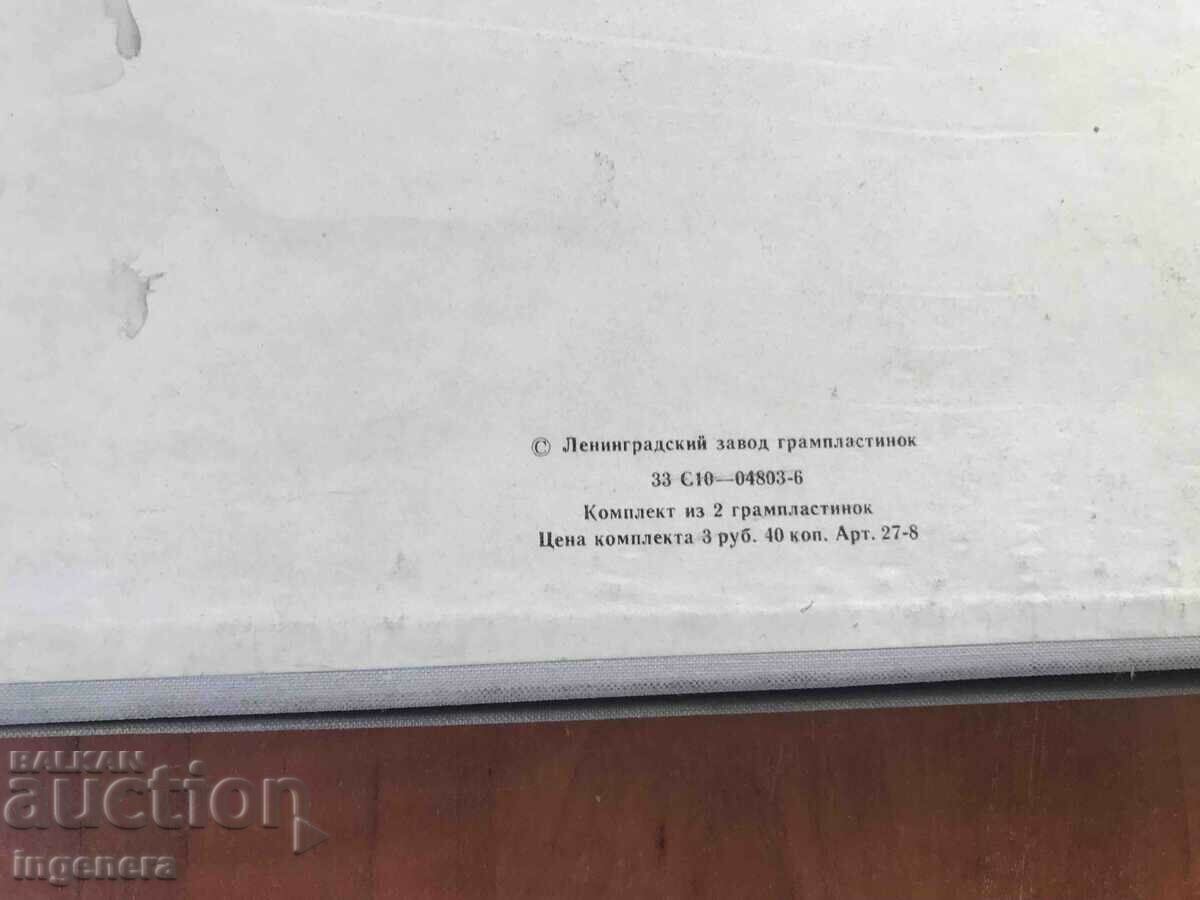 © Ленинградский завод грампластинок
33 С10—04803-6
Комплект из 2 грампластинок
Цена комплекта 3 руб. 40 коп. Арт. 27-8
BALKAN
auction
ingenera